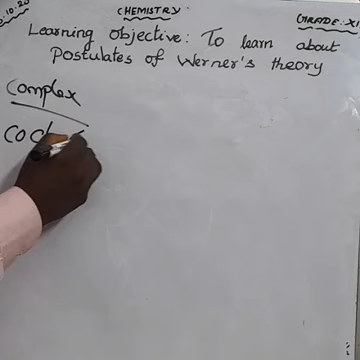 CHEMISTRY
GRADE:XI
Learning objective: To learn about
Postulates of Werner's theory
Complex